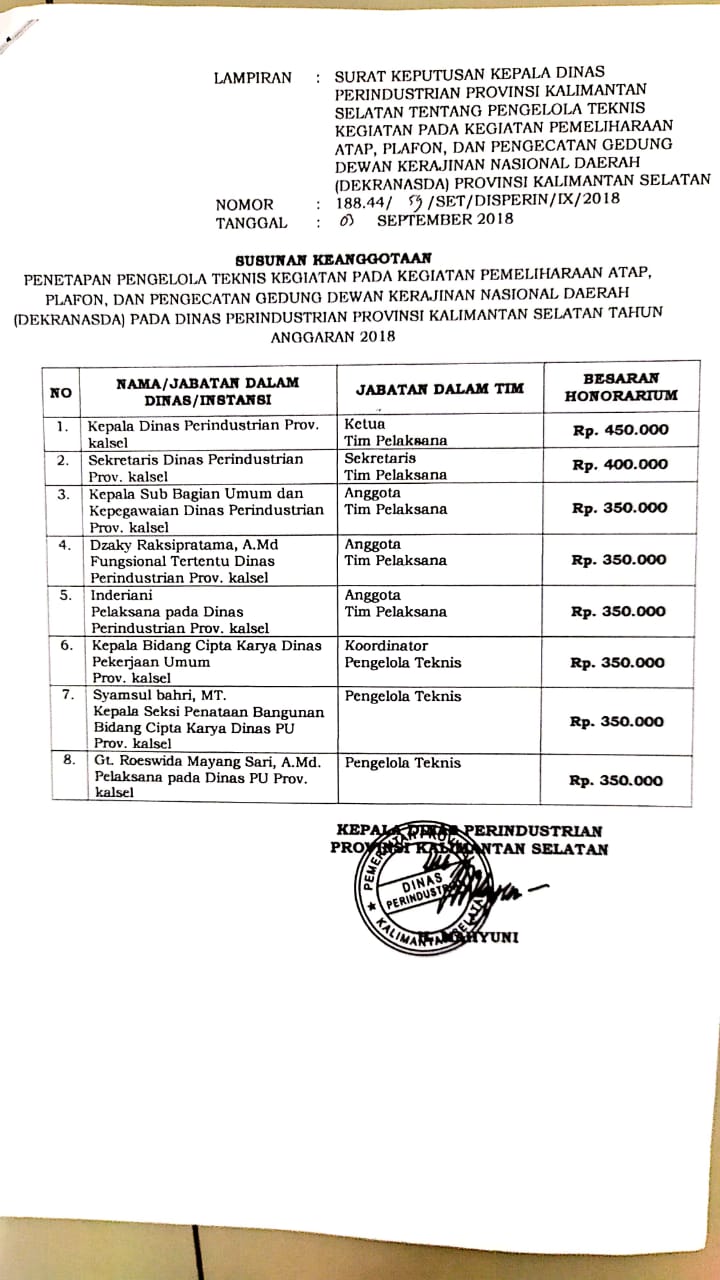 LAMPIRAN : SURAT KEPUTUSAN KEPALA DINAS
PERINDUSTRIAN PROVINSI KALIMANTAN
SELATAN TENTANG PENGELOLA TEKNIS
KEGIATAN PADA KEGIATAN PEMELIHARAAN
ATAP, PLAFON, DAN PENGECATAN GEDUNG
DEWAN KERAJINAN NASIONAL DAERAH
(DEKRANASDA) PROVINSI KALIMANTAN SELATAN
NOMOR : 188.44/ /SET/DISPERIN/IX/2018
TANGGAL : 03 SEPTEMBER 2018
SUSUNAN KEANGGOTAAN
PENETAPAN PENGELOLA TEKNIS KEGIATAN PADA KEGIATAN PEMELIHARAAN ATAP,
PLAFON, DAN PENGECATAN GEDUNG DEWAN KERAJINAN NASIONAL DAERAH
(DEKRANASDA) PADA DINAS PERINDUSTRIAN PROVINSI KALIMANTAN SELATAN TAHUN
ANGGARAN 2018
NO NAMA/JABATAN DALAM DINAS/INSTANSI JABATAN DALAM TIM BESARAN HONORARIUM
1. Kepala Dinas Perindustrian Prov. Ketua Rp. 450.000
kalsel Tim Pelaksana
2. Sekretaris Dinas Perindustrian Sekretaris Rp. 400.000
Prov. kalsel Tim Pelaksana
3. Kepala Sub Bagian Umum dan Anggota
Kepegawaian Dinas Perindustrian Tim Pelaksana Rp. 350.000
Prov. kalsel
4. Dzaky Raksipratama, A.Md Anggota
Fungsional Tertentu Dinas Tim Pelaksana Rp. 350.000
Perindustrian Prov. kalsel
5. Inderiani Anggota
Pelaksana pada Dinas Tim Pelaksana Rp. 350.000
Perindustrian Prov. kalsel
6. Kepala Bidang Cipta Karya Dinas Koordinator
Pekerjaan Umum Pengelola Teknis Rp. 350.000
Prov. kalsel
7. Syamsul bahri, MT. Pengelola Teknis
Kepala Seksi Penataan Bangunan
Bidang Cipta Karya Dinas PU Rp. 350.000
Prov. kalsel
8. Gt. Roeswida Mayang Sari, A.Md. Pengelola Teknis
Pelaksana pada Dinas PU Prov. Rp. 350.000
kalsel
KEPALA DINAS PERINDUSTRIAN
PROVINSI KALIMANTAN SELATAN
PEMERINTAH PROVINSI
DINAS
PERINDUSTRIAN
KALIMANTAN SELATAN
H. MAHYUNI